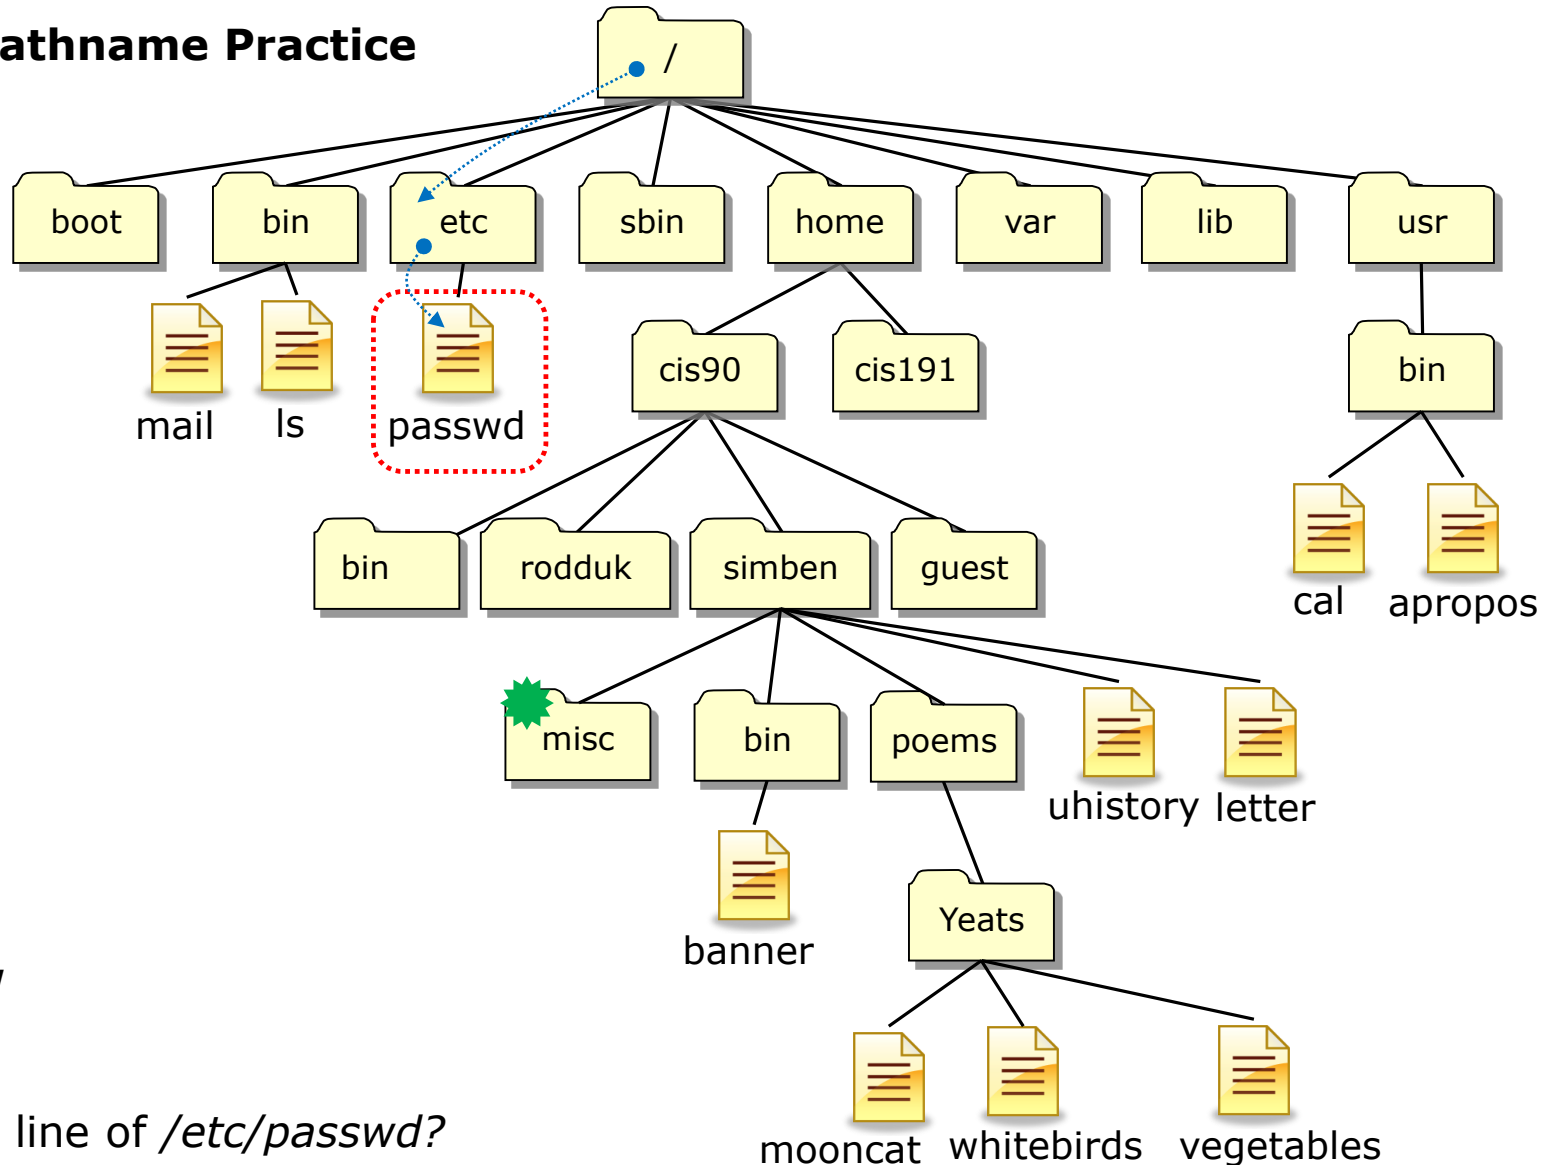 athname Practice
/
boot bin etc sbin home var lib usr
mail ls passwd cis90 cis191 bin
bin rodduk simben guest cal apropos
misc bin poems uhistory letter
banner Yeats
line of /etc/passwd?
mooncat whitebirds vegetables